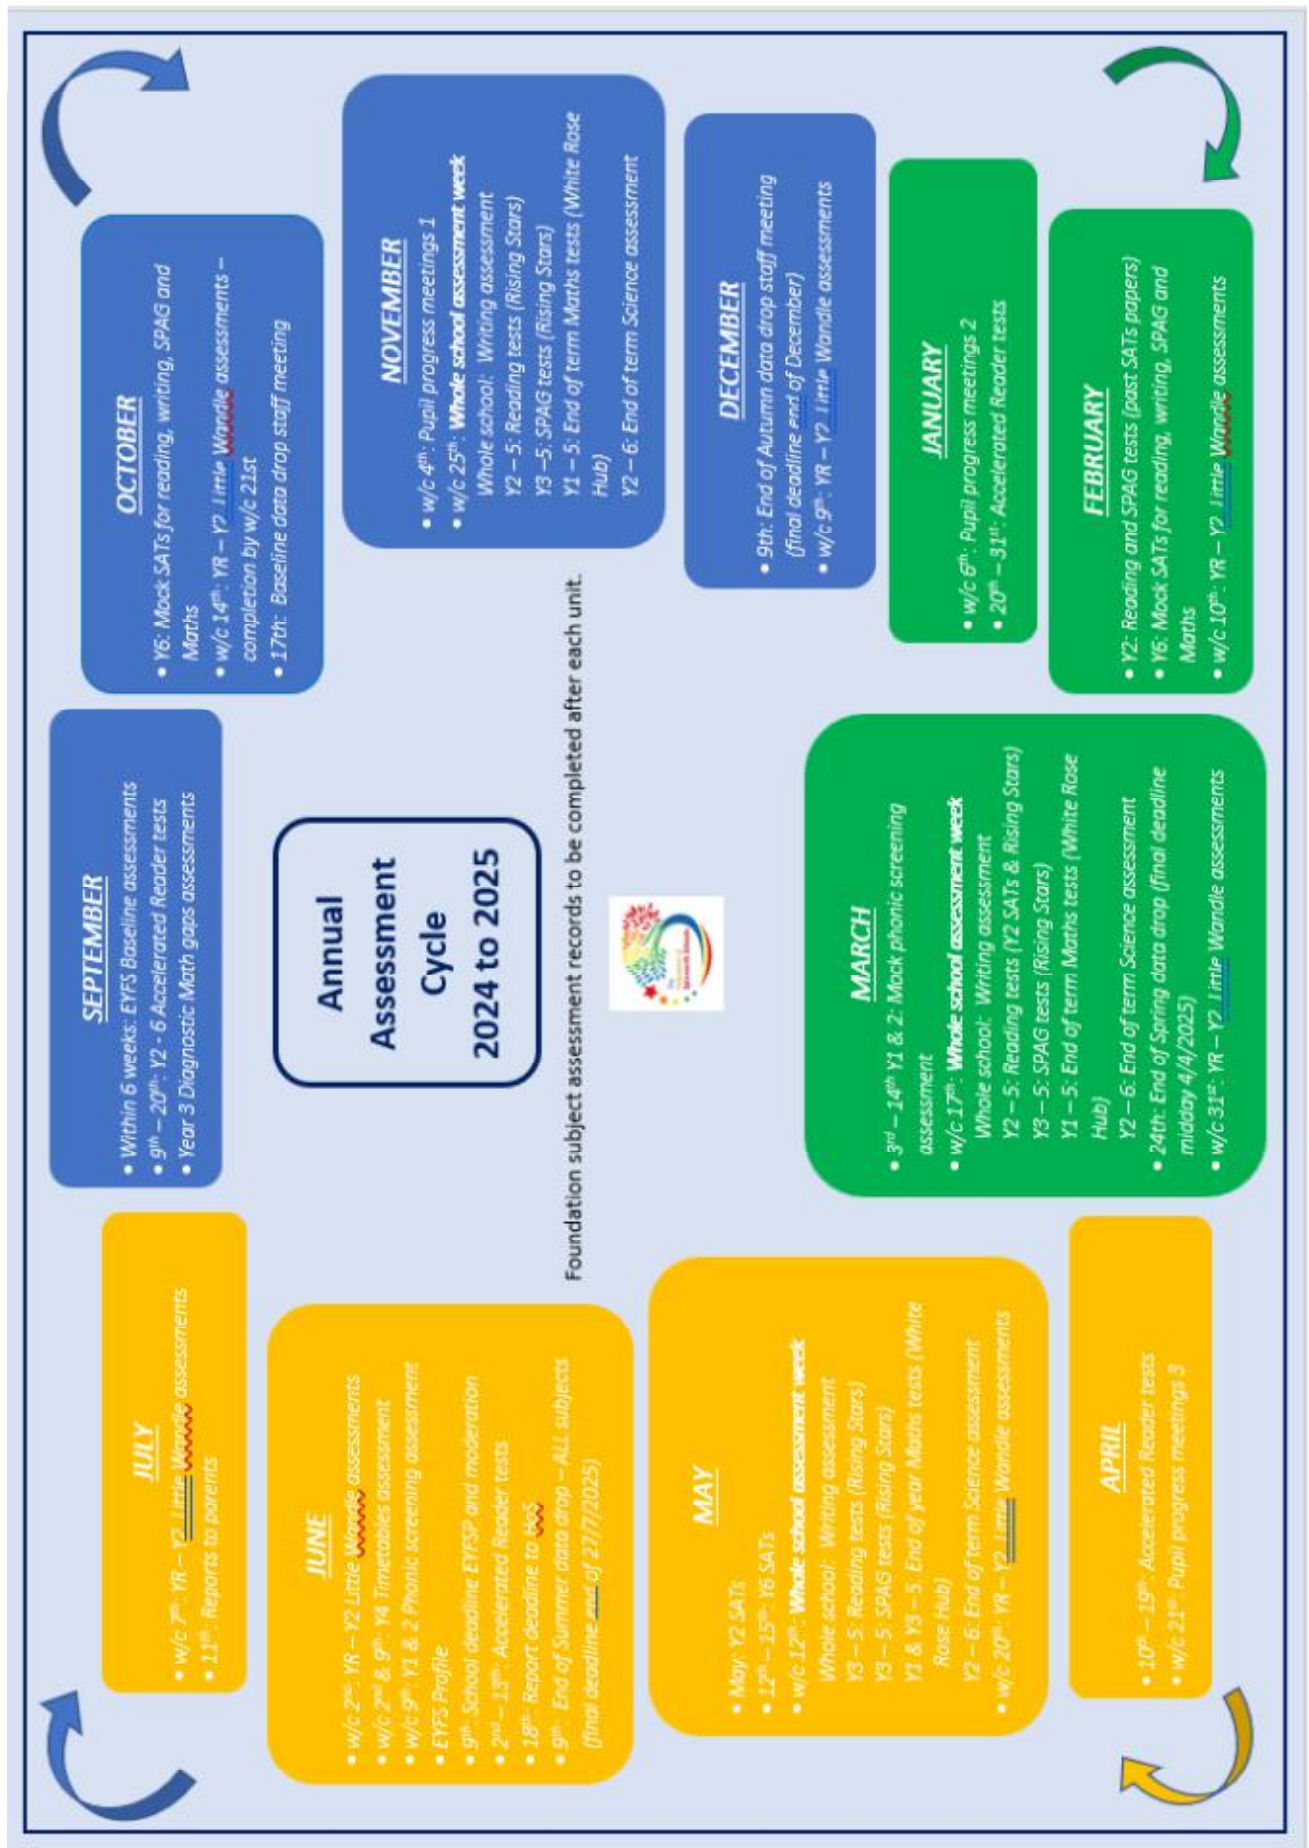 Annual
Assessment
Cycle
2024 to 2025
Foundation subject assessment records to be completed after each unit.
SEPTEMBER
• Within 6 weeks: EYFS Baseline assessments
• 9th – 20th: Y2 - 6 Accelerated Reader tests
• Year 3 Diagnostic Math gaps assessments
OCTOBER
• Y6: Mock SATs for reading, writing, SPAG and
Maths
• w/c 14th: YR – Y2 Little Wandle assessments –
completion by w/c 21st
• 17th: Baseline data drop staff meeting
NOVEMBER
• w/c 4th: Pupil progress meetings 1
• w/c 25th: Whole school assessment week
Whole school: Writing assessment
Y2 – 5: Reading tests (Rising Stars)
Y3 – 5: SPAG tests (Rising Stars)
Y1 – 5: End of term Maths tests (White Rose
Hub)
Y2 – 6: End of term Science assessment
DECEMBER
• 9th: End of Autumn data drop staff meeting
(final deadline end of December)
• w/c 9th: YR – Y2 Little Wandle assessments
JANUARY
• w/c 6th: Pupil progress meetings 2
• 20th – 31st: Accelerated Reader tests
FEBRUARY
• Y2: Reading and SPAG tests (past SATs papers)
• Y6: Mock SATs for reading, writing, SPAG and
Maths
• w/c 10th: YR – Y2 Little Wandle assessments
MARCH
• 3rd – 14th Y1 & 2: Mock phonic screening
assessment
• w/c 17th: Whole school assessment week
Whole school: Writing assessment
Y2 – 5: Reading tests (Y2 SATs & Rising Stars)
Y3 – 5: SPAG tests (Rising Stars)
Y1 – 5: End of term Maths tests (White Rose
Hub)
Y2 – 6: End of term Science assessment
• 24th: End of Spring data drop (final deadline
midday 4/4/2025)
• w/c 31st: YR – Y2 Little Wandle assessments
APRIL
• 10th – 19th: Accelerated Reader tests
• w/c 21st: Pupil progress meetings 3
MAY
• May: Y2 SATs
• 12th – 15th: Y6 SATs
• w/c 12th: Whole school assessment week
Whole school: Writing assessment
Y3 – 5: Reading tests (Rising Stars)
Y3 – 5: SPAG tests (Rising Stars)
Y1 & Y3 – 5: End of year Maths tests (White
Rose Hub)
Y2 – 6: End of term Science assessment
• w/c 20th: YR – Y2 Little Wandle assessments
JUNE
• w/c 2nd: YR – Y2 Little Wandle assessments
• w/c 2nd & 9th: Y4 Timetables assessment
• w/c 9th: Y1 & 2 Phonic screening assessment
• EYFS Profile
• 9th: School deadline EYFSP and moderation
• 2nd – 13th: Accelerated Reader tests
• 18th: Report deadline to HoS
• 9th: End of Summer data drop – ALL subjects
(final deadline end of 27/7/2025)
JULY
• w/c 7th: YR – Y2 Little Wandle assessments
• 11th: Reports to parents